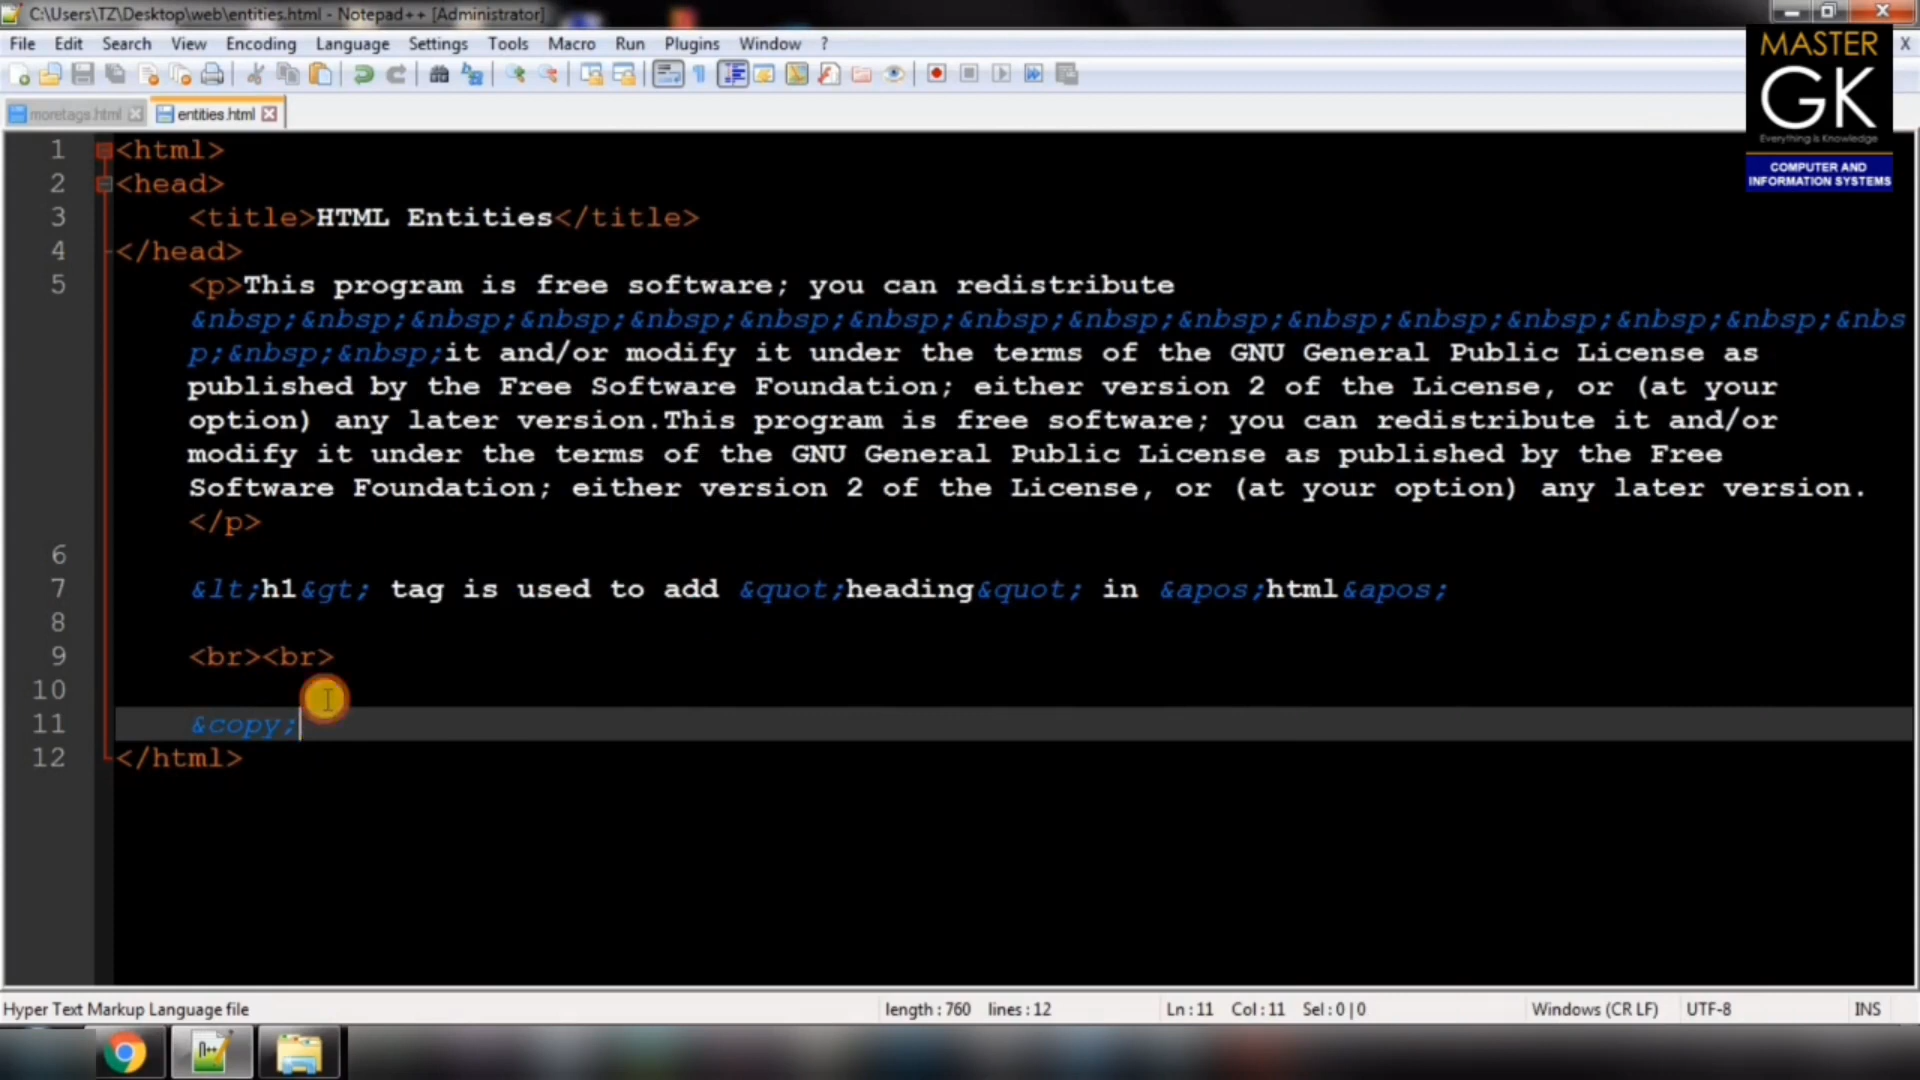 C:\Users\TZ\Desktop\web\entities.html - Notepad++ [Administrator]
File Edit Search View Encoding Language Settings Tools Macro Run Plugins Window ? X
MASTER
GK
Everything is Knowledge
COMPUTER AND
INFORMATION SYSTEMS
moretags.html entities.html
1 <html>
2 <head>
3 <title>HTML Entities</title>
4 </head>
5 <p>This program is free software; you can redistribute
&nbsp;&nbsp;&nbsp;&nbsp;&nbsp;&nbsp;&nbsp;&nbsp;&nbsp;&nbsp;&nbsp;&nbsp;&nbsp;&nbsp;&nbsp;&nbs
p;&nbsp;&nbsp;it and/or modify it under the terms of the GNU General Public License as
published by the Free Software Foundation; either version 2 of the License, or (at your
option) any later version.This program is free software; you can redistribute it and/or
modify it under the terms of the GNU General Public License as published by the Free
Software Foundation; either version 2 of the License, or (at your option) any later version.
</p>
6
7 &lt;h1&gt; tag is used to add &quot;heading&quot; in &apos;html&apos;
8
9 <br><br>
10
11 &copy;
12 </html>
Hyper Text Markup Language file length : 760 lines : 12 Ln : 11 Col : 11 Sel : 0 | 0 Windows (CR LF) UTF-8 INS